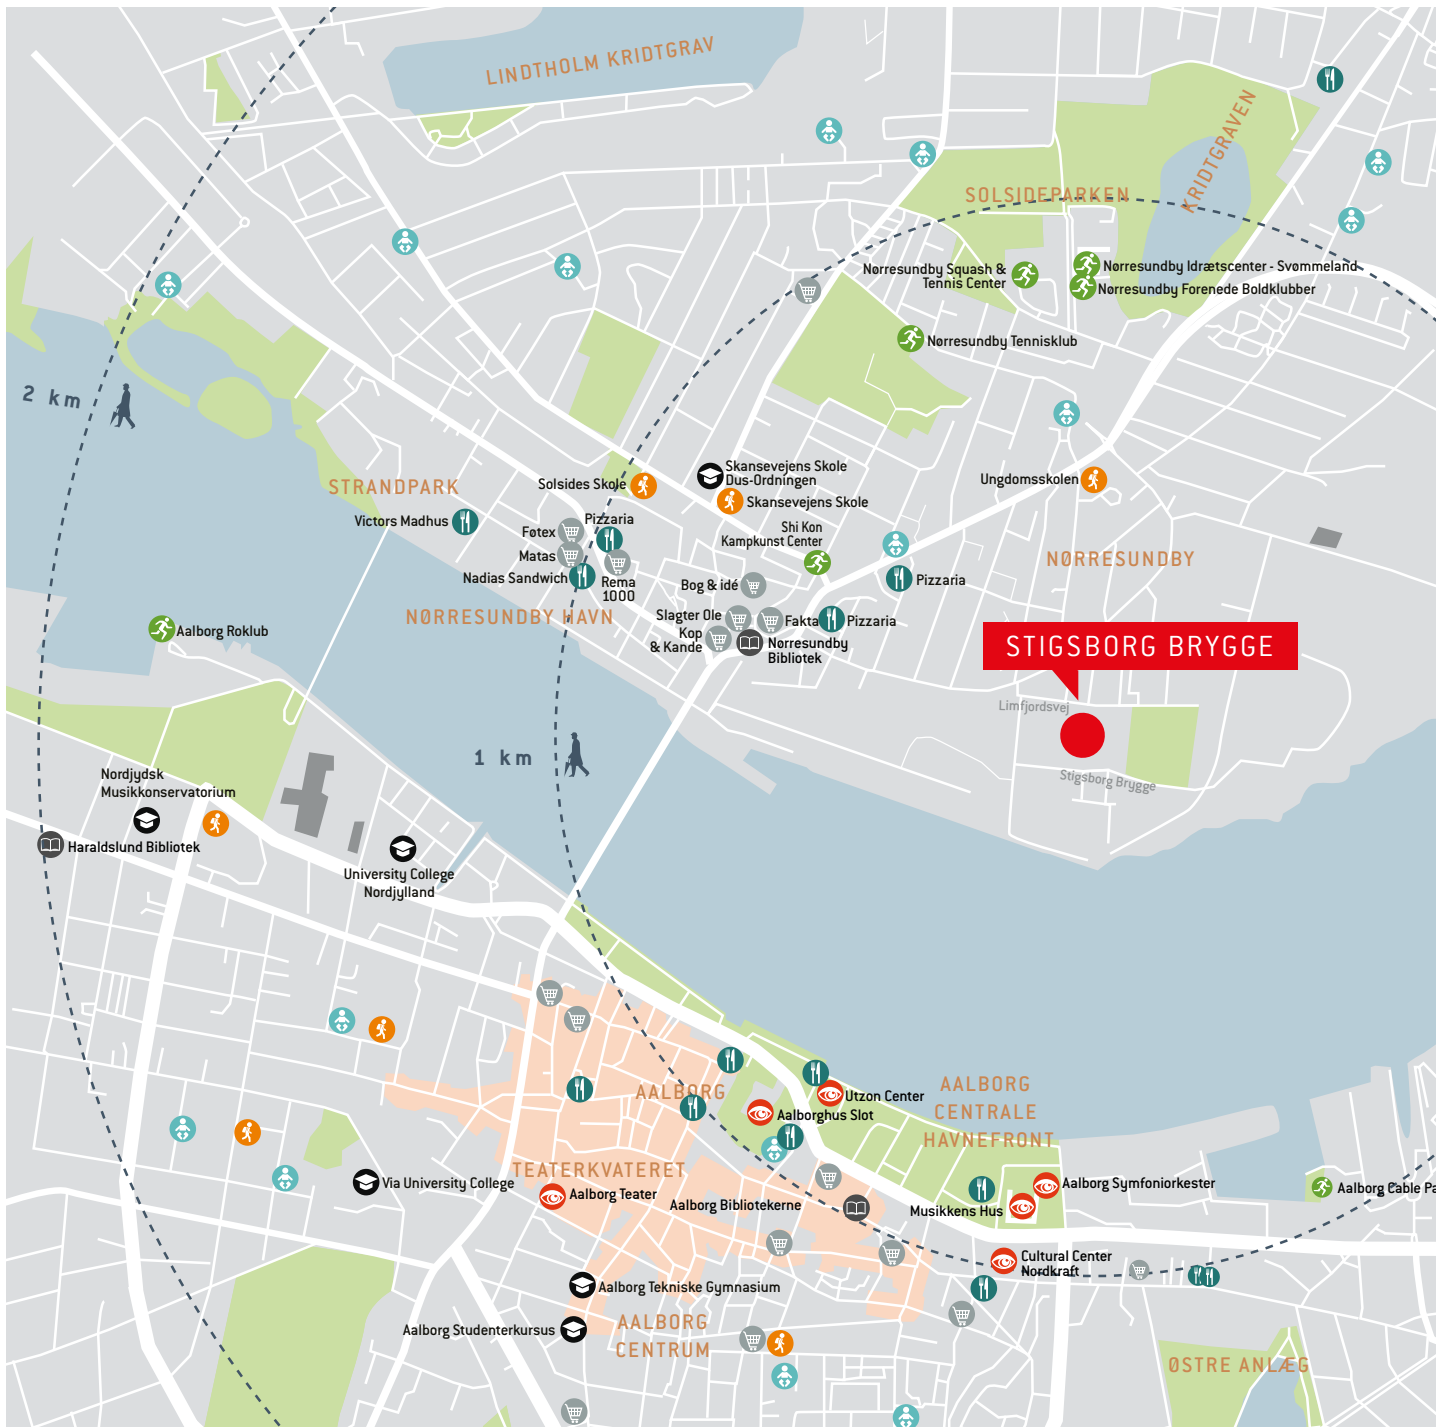 LINDTHOLM KRIDTGRAV
KRIDTGRAVEN
SOLSIDEPARKEN
Nørresundby Squash &
Tennis Center
Nørresundby Idrætscenter - Svømmeland
Nørresundby Forenede Boldklubber
Nørresundby Tennisklub
2 km
STRANDPARK
Victors Madhus
Solsides Skole
Skansevejens Skole
Dus-Ordningen
Skansevejens Skole
Ungdomsskolen
Føtex
Pizzaria
Matas
Nadias Sandwich
Rema
1000
Shi Kon
Kampkunst Center
NØRRESUNDBY
Pizzaria
Bog & idé
NØRRESUNDBY HAVN
Slagter Ole
Fakta
Pizzaria
Kop
& Kande
Nørresundby
Bibliotek
Aalborg Roklub
STIGSBORG BRYGGE
Limfjordsvej
Stigsborg Brygge
1 km
Nordjydsk
Musikkonservatorium
Haraldslund Bibliotek
University College
Nordjylland
AALBORG
Utzon Center
Aalborghus Slot
AALBORG
CENTRALE
HAVNEFRONT
TEATERKVATERET
Via University College
Aalborg Teater
Aalborg Bibliotekerne
Aalborg Symfoniorkester
Musikkens Hus
Aalborg Cable Pa
Cultural Center
Nordkraft
Aalborg Tekniske Gymnasium
Aalborg Studenterkursus
AALBORG
CENTRUM
ØSTRE ANLÆG